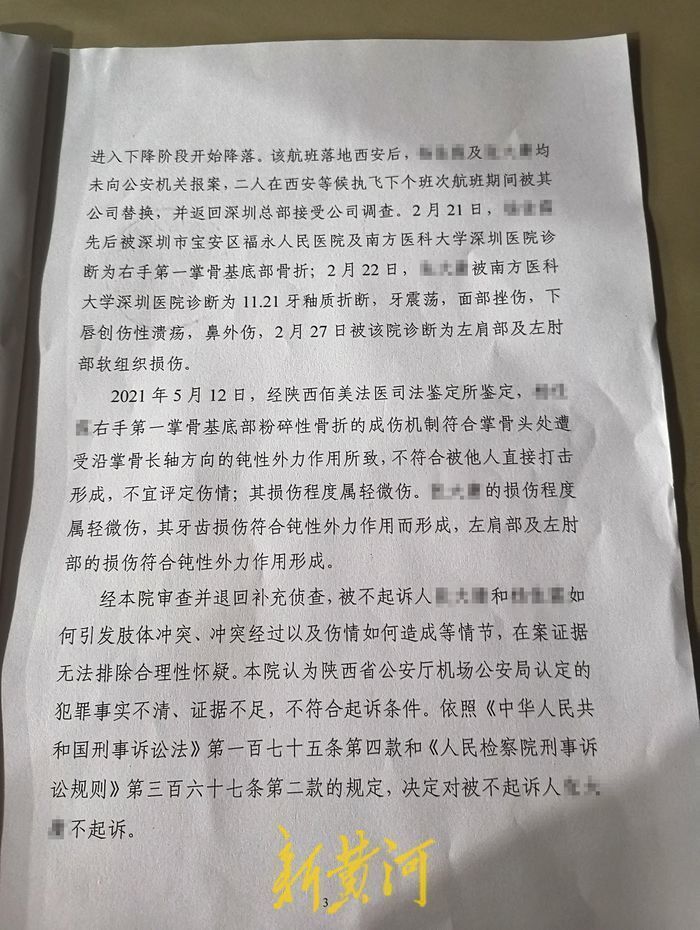 进入下降阶段开始降落。该航班落地西安后，及均
未向公安机关报案，二人在西安等候执飞下个班次航班期间被其
公司替换，并返回深圳总部接受公司调查。2月21日，
先后被深圳市宝安区福永人民医院及南方医科大学深圳医院诊
断为右手第一掌骨基底部骨折；2月22日，被南方医科
大学深圳医院诊断为11.21牙釉质折断，牙震荡，面部挫伤，下
唇创伤性溃疡，鼻外伤，2月27日被该院诊断为左肩部及左肘
部软组织损伤。
2021年5月12日，经陕西佰美法医司法鉴定所鉴定，
右手第一掌骨基底部粉碎性骨折的成伤机制符合掌骨头处遭
受沿掌骨长轴方向的钝性外力作用所致，不符合被他人直接打击
形成，不宜评定伤情；其损伤程度属轻微伤。的损伤程度
属轻微伤，其牙齿损伤符合钝性外力作用而形成，左肩部及左肘
部的损伤符合钝性外力作用形成。
经本院审查并退回补充侦查，被不起诉人和如
何引发肢体冲突、冲突经过以及伤情如何造成等情节，在案证据
无法排除合理性怀疑。本院认为陕西省公安厅机场公安局认定的
犯罪事实不清、证据不足，不符合起诉条件。依照《中华人民共
和国刑事诉讼法》第一百七十五条第四款和《人民检察院刑事诉
讼规则》第三百六十七条第二款的规定，决定对被不起诉人
不起诉。
新黄河
3